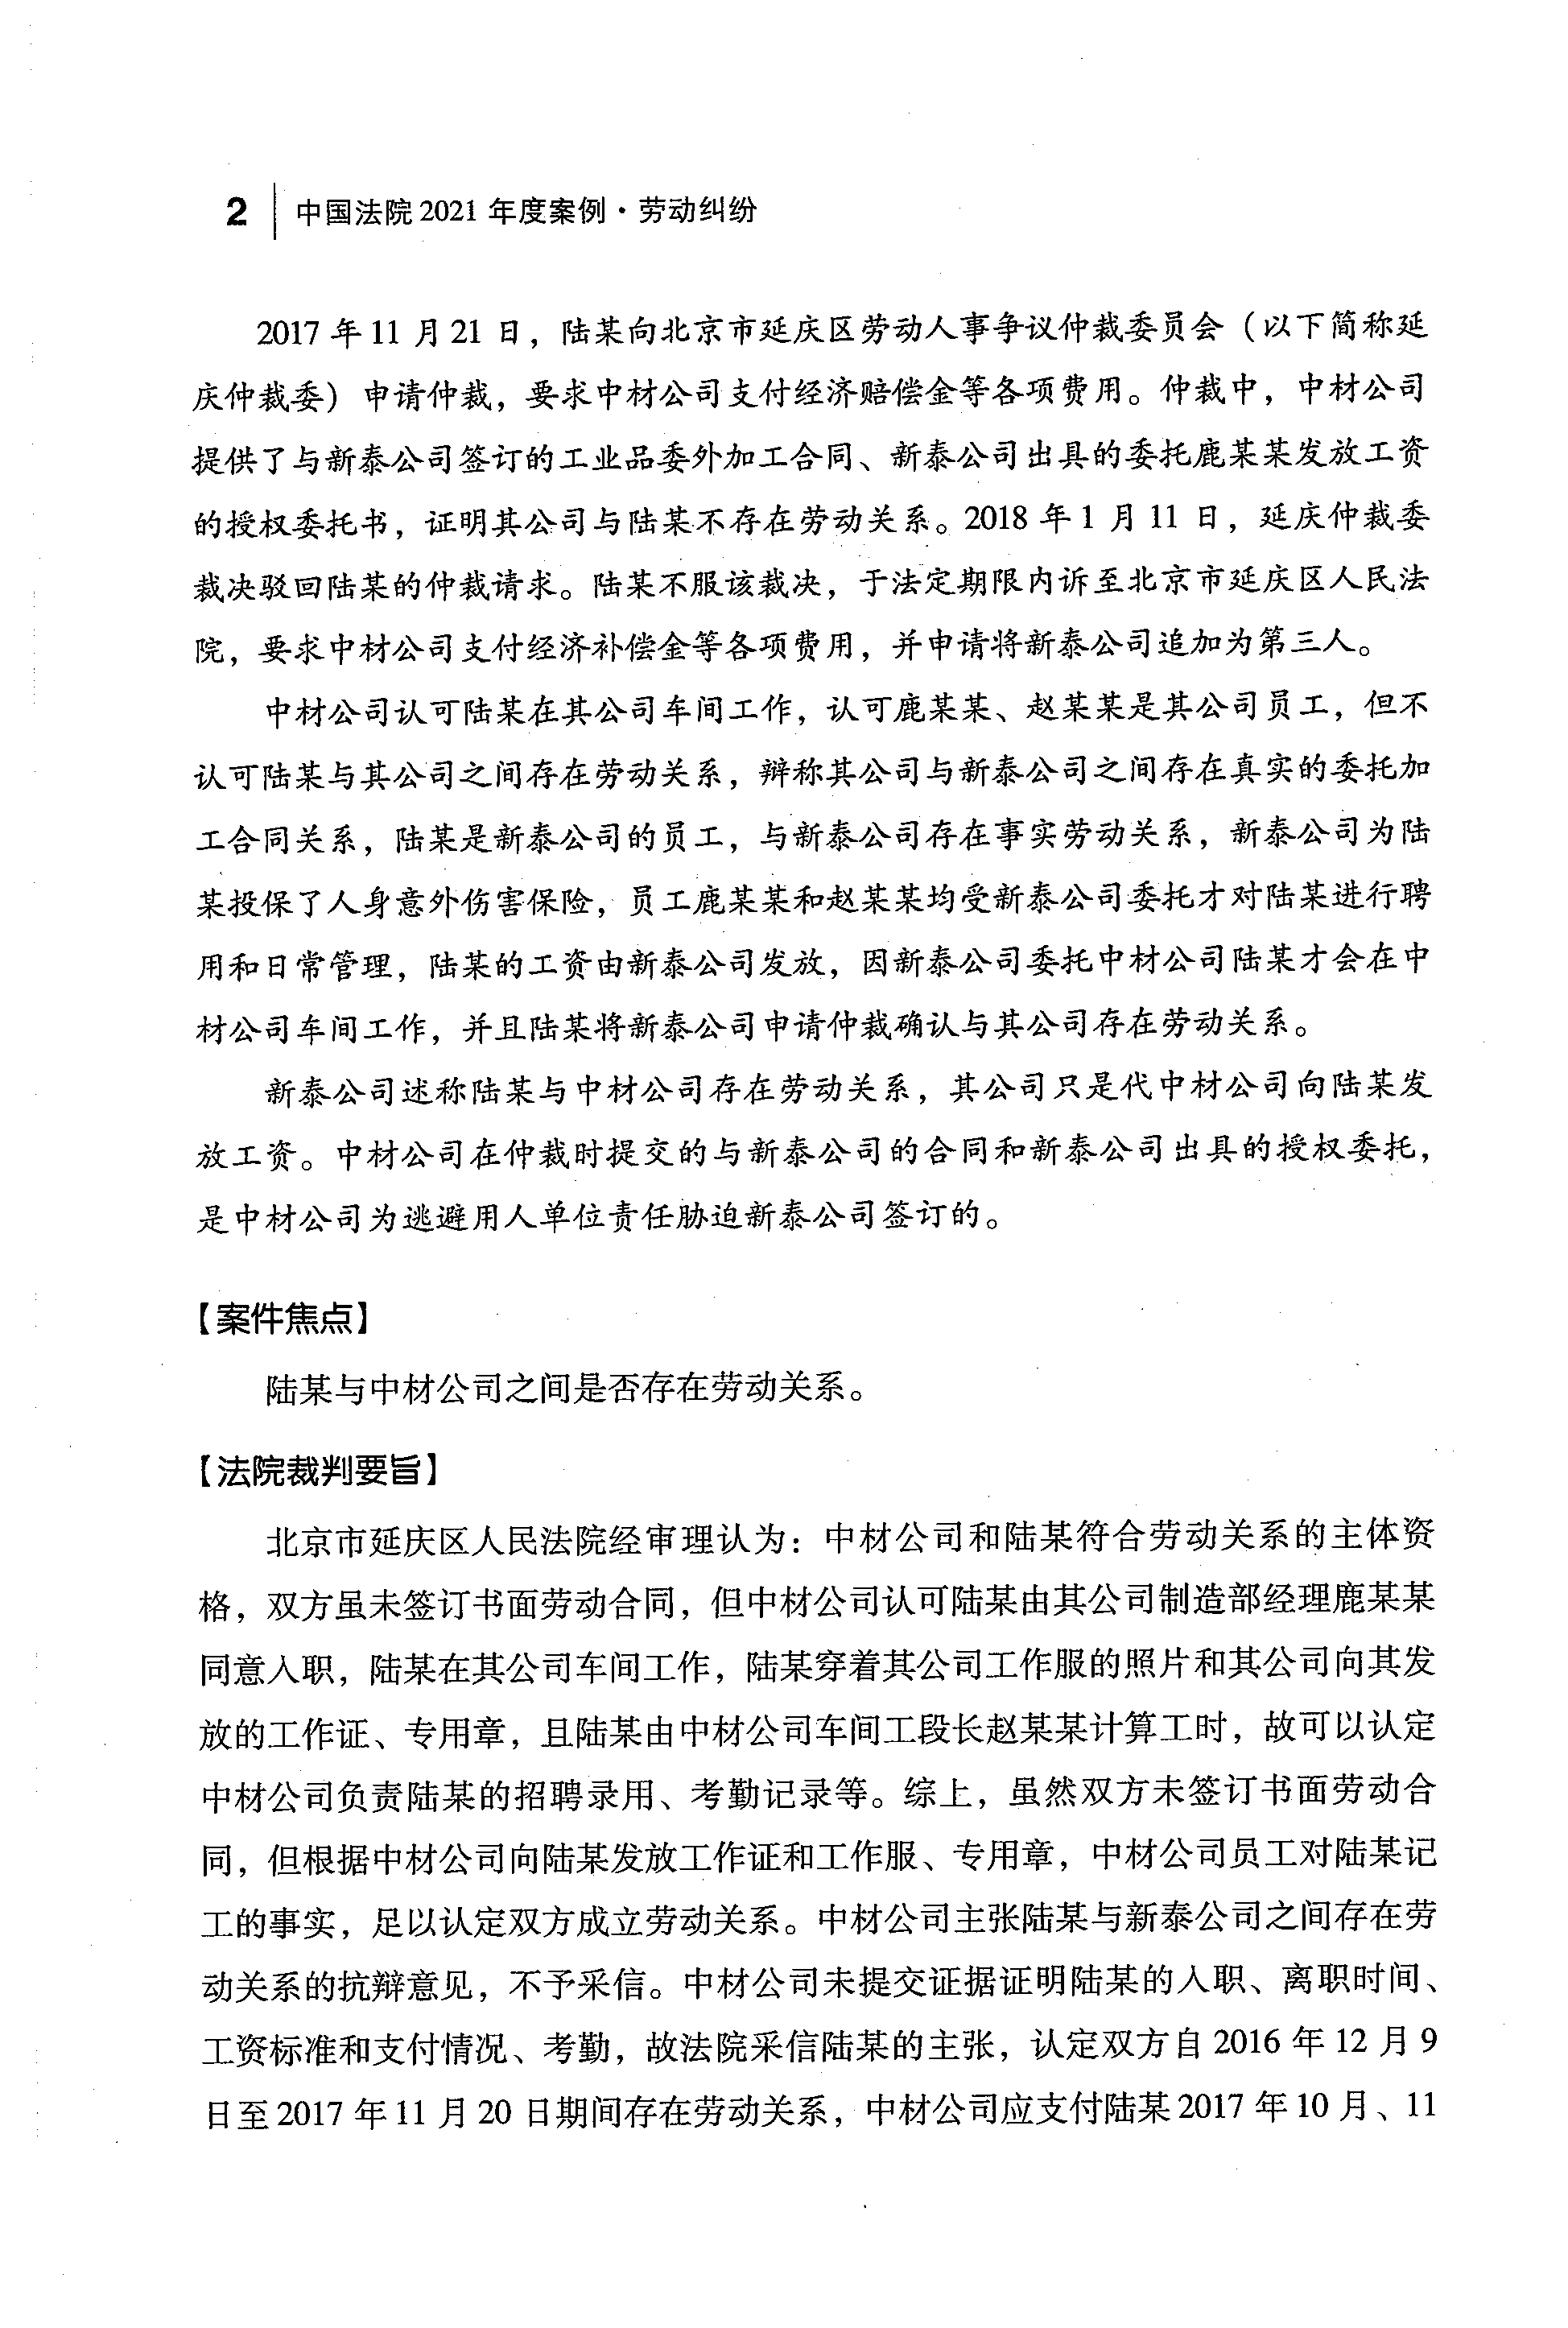 2 中国法院2021年度案例·劳动纠纷
2017年11月21日，陆某向北京市延庆区劳动人事争议仲裁委员会（以下简称延
庆仲裁委）申请仲裁，要求中材公司支付经济赔偿金等各项费用。仲裁中，中材公司
提供了与新泰公司签订的工业品委外加工合同、新泰公司出具的委托鹿某某发放工资
的授权委托书，证明其公司与陆某不存在劳动关系。2018年1月11日，延庆仲裁委
裁决驳回陆某的仲裁请求。陆某不服该裁决，于法定期限内诉至北京市延庆区人民法
院，要求中材公司支付经济补偿金等各项费用，并申请将新泰公司追加为第三人。
中材公司认可陆某在其公司车间工作，认可鹿某某、赵某某是其公司员工，但不
认可陆某与其公司之间存在劳动关系，辩称其公司与新泰公司之间存在真实的委托加
工合同关系，陆某是新泰公司的员工，与新泰公司存在事实劳动关系，新泰公司为陆
某投保了人身意外伤害保险，员工鹿某某和赵某某均受新泰公司委托才对陆某进行聘
用和日常管理，陆某的工资由新泰公司发放，因新泰公司委托中材公司陆某才会在中
材公司车间工作，并且陆某将新泰公司申请仲裁确认与其公司存在劳动关系。
新泰公司述称陆某与中材公司存在劳动关系，其公司只是代中材公司向陆某发
放工资。中材公司在仲裁时提交的与新泰公司的合同和新泰公司出具的授权委托，
是中材公司为逃避用人单位责任胁迫新泰公司签订的。
【案件焦点】
陆某与中材公司之间是否存在劳动关系。
【法院裁判要旨】
北京市延庆区人民法院经审理认为：中材公司和陆某符合劳动关系的主体资
格，双方虽未签订书面劳动合同，但中材公司认可陆某由其公司制造部经理鹿某某
同意入职，陆某在其公司车间工作，陆某穿着其公司工作服的照片和其公司向其发
放的工作证、专用章，且陆某由中材公司车间工段长赵某某计算工时，故可以认定
中材公司负责陆某的招聘录用、考勤记录等。综上，虽然双方未签订书面劳动合
同，但根据中材公司向陆某发放工作证和工作服、专用章，中材公司员工对陆某记
工的事实，足以认定双方成立劳动关系。中材公司主张陆某与新泰公司之间存在劳
动关系的抗辩意见，不予采信。中材公司未提交证据证明陆某的入职、离职时间、
工资标准和支付情况、考勤，故法院采信陆某的主张，认定双方自2016年12月9
日至2017年11月20日期间存在劳动关系，中材公司应支付陆某2017年10月、11